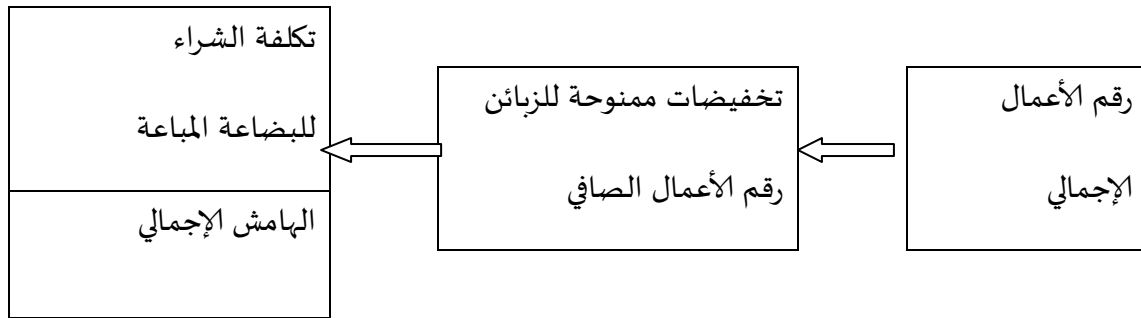 رقم الأعمال
الإجمالي
تخفيضات ممنوحة للزبائن
رقم الأعمال الصافي
تكلفة الشراء
للبضاعة المباعة
الهامش الإجمالي